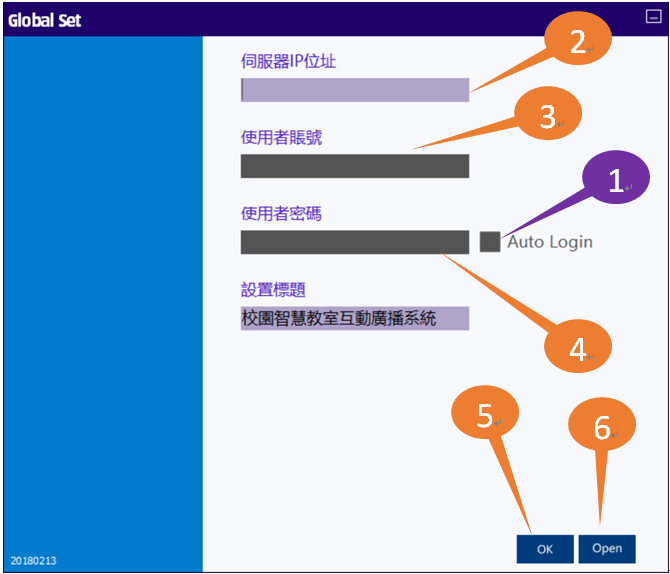 Global Set
伺服器IP位址
2
使用者賬號
3
使用者密碼
1
Auto Login
設置標題
校園智慧教室互動廣播系統
4
5
6
OK
Open
20180213